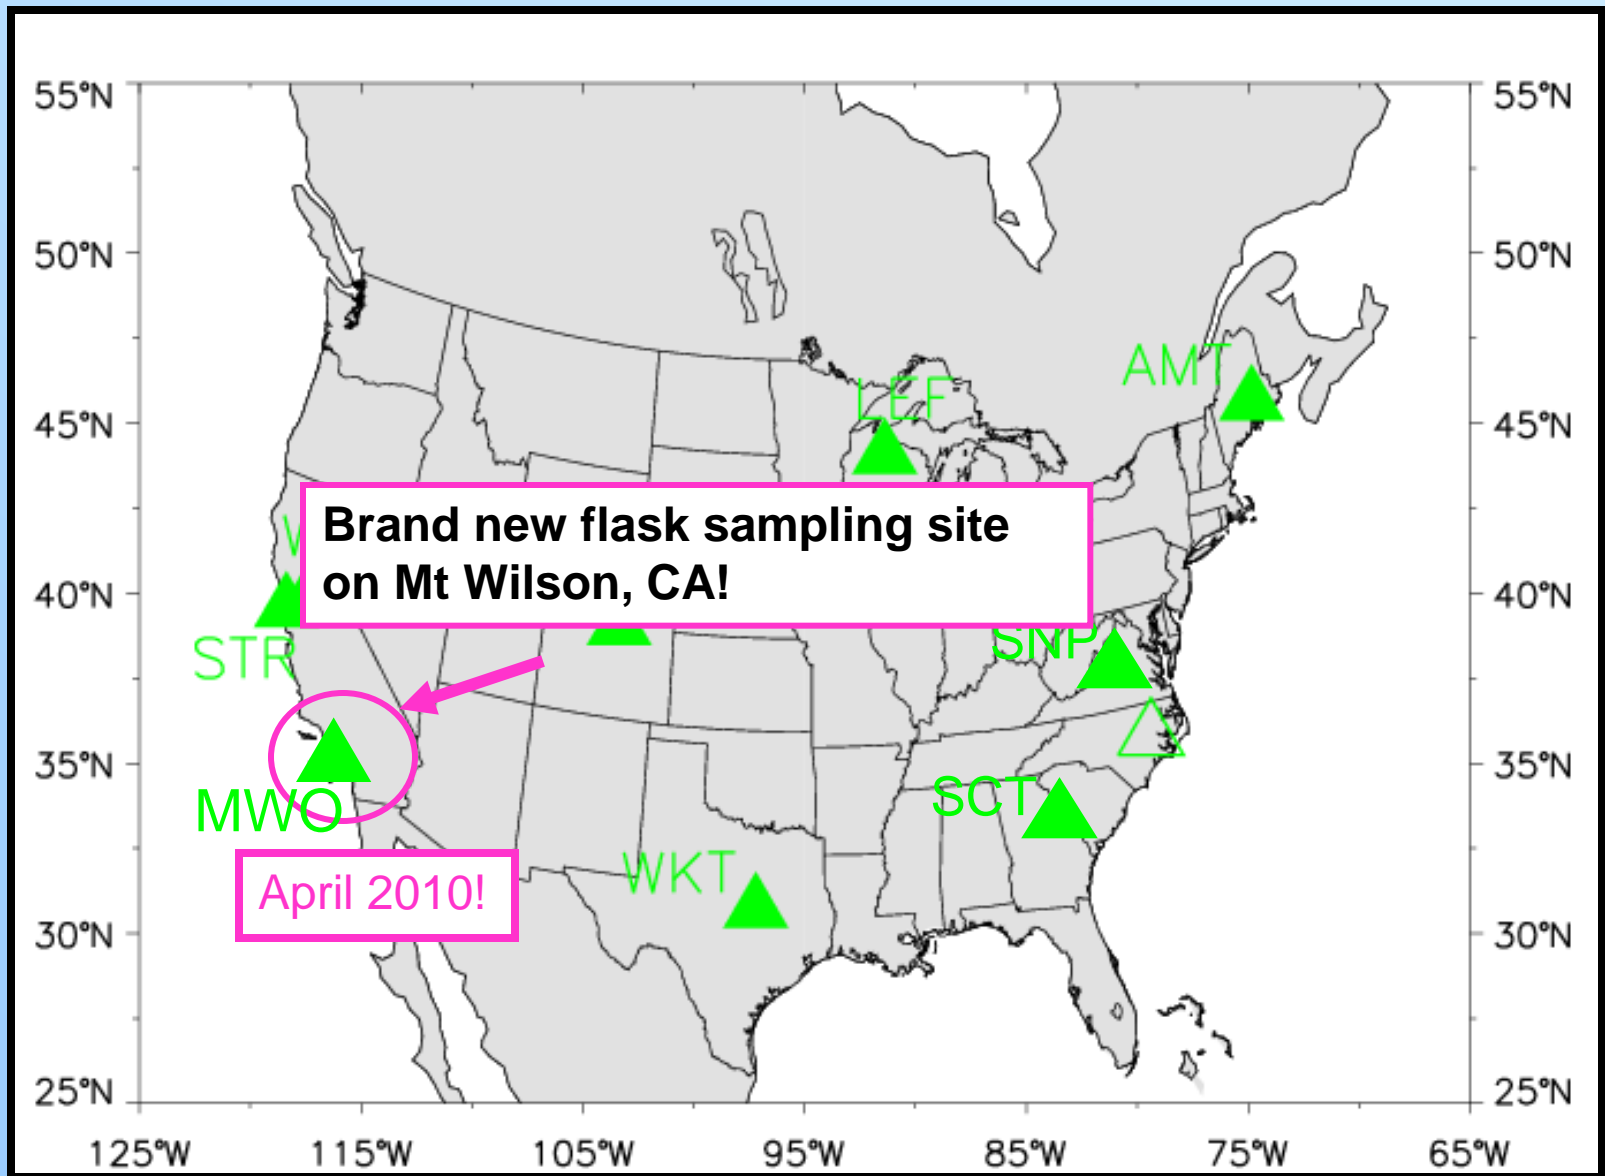 55°N 55°N
50°N 50°N
AMT
LEF
45°N 45°N
Brand new flask sampling site
on Mt Wilson, CA!
40°N 40°N
SNP
STR
35°N 35°N
SCT
MWO
WKT
April 2010!
30°N 30°N
25°N 25°N
125°W 115°W 105°W 95°W 85°W 75°W 65°W